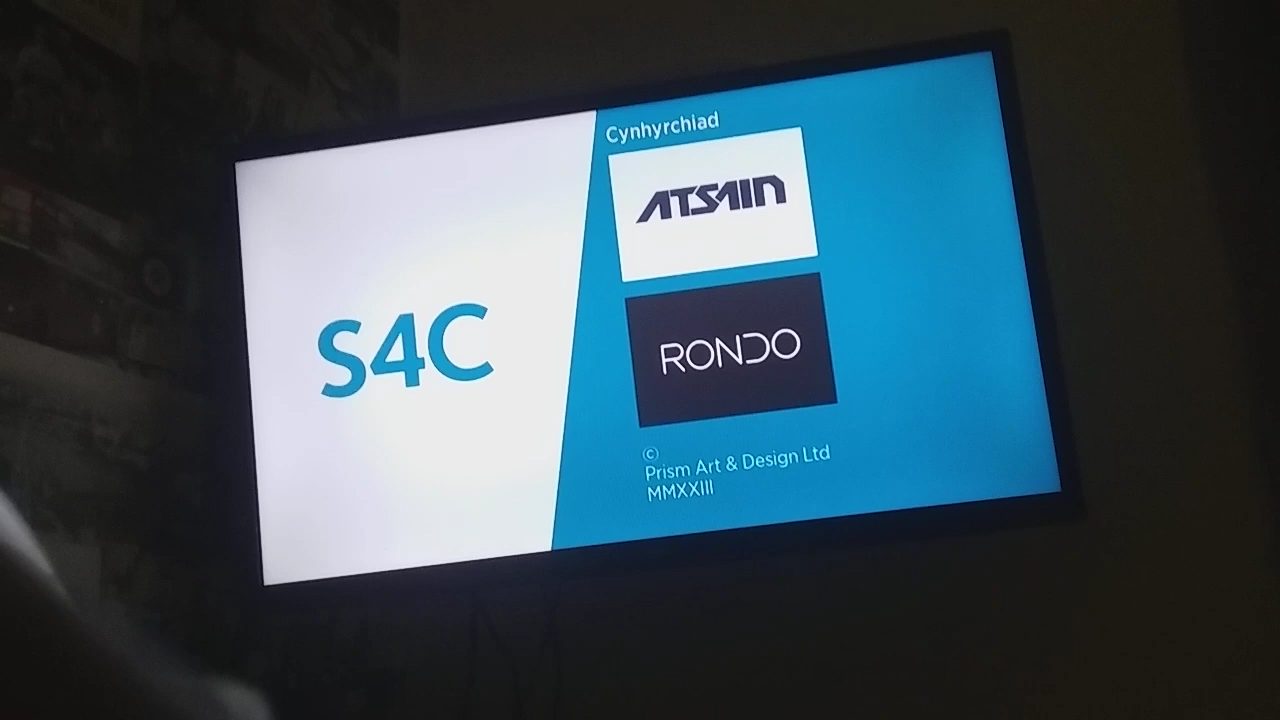 S4C
Cynhyrchiad
ATSAIN
RONDO
©
Prism Art & Design Ltd
MMXXIII